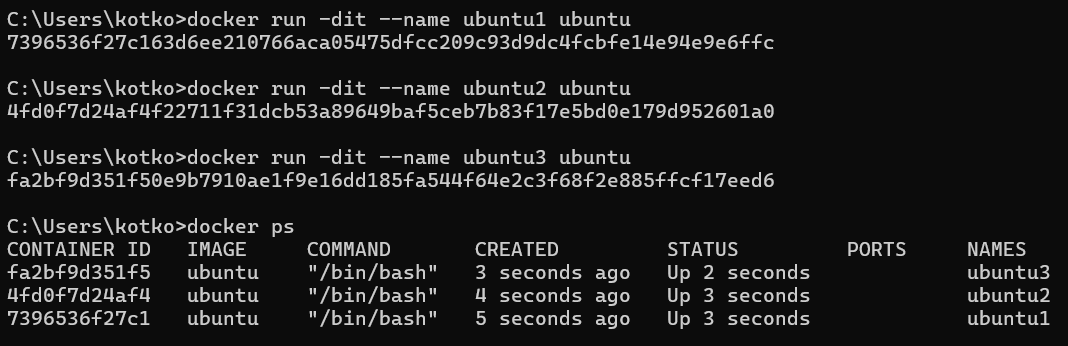 C:\Users\kotko>docker run -dit --name ubuntu1 ubuntu
7396536f27c163d6ee210766aca05475dfcc209c93d9dc4fcbfe14e94e9e6ffc
C:\Users\kotko>docker run -dit --name ubuntu2 ubuntu
4fd0f7d24af4f22711f31dcb53a89649baf5ceb7b83f17e5bd0e179d952601a0
C:\Users\kotko>docker run -dit --name ubuntu3 ubuntu
fa2bf9d351f50e9b7910ae1f9e16dd185fa544f64e2c3f68f2e885ffcf17eed6
C:\Users\kotko>docker ps
CONTAINER ID   IMAGE     COMMAND       CREATED         STATUS         PORTS     NAMES
fa2bf9d351f5   ubuntu    "/bin/bash"   3 seconds ago   Up 2 seconds             ubuntu3
4fd0f7d24af4   ubuntu    "/bin/bash"   4 seconds ago   Up 3 seconds             ubuntu2
7396536f27c1   ubuntu    "/bin/bash"   5 seconds ago   Up 3 seconds             ubuntu1